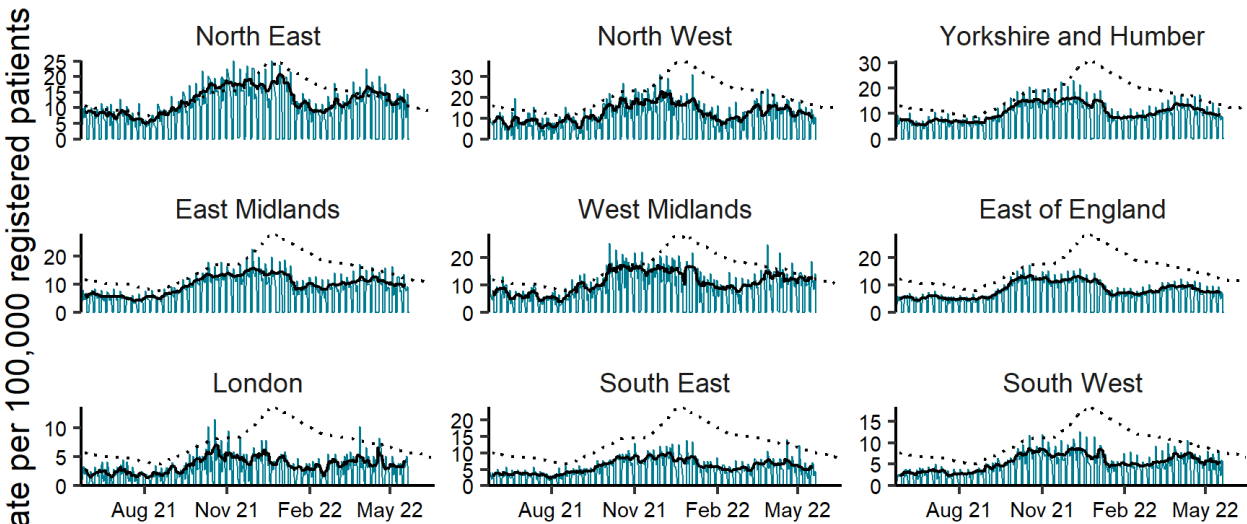 ate per 100,000 registered patients
North East
North West
Yorkshire and Humber
25
20
15
10
5
0
30
20
10
0
30
20
10
0
East Midlands
West Midlands
East of England
20
10
0
20
10
0
20
10
0
London
South East
South West
10
5
0
20
15
10
5
0
15
10
5
0
Aug 21 Nov 21 Feb 22 May 22
Aug 21 Nov 21 Feb 22 May 22
Aug 21 Nov 21 Feb 22 May 22